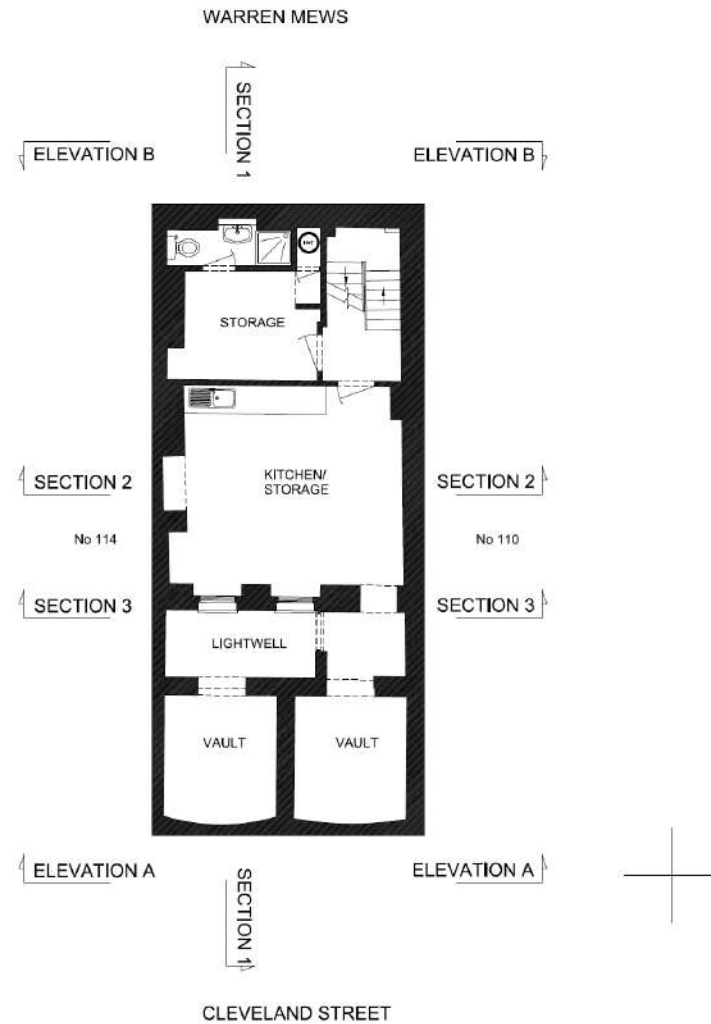 WARREN MEWS
SECTION 1
ELEVATION B
ELEVATION B
STORAGE
SECTION 2
KITCHEN/
STORAGE
SECTION 2
No 114
No 110
SECTION 3
SECTION 3
LIGHTWELL
VAULT
VAULT
ELEVATION A
ELEVATION A
SECTION 1
CLEVELAND STREET